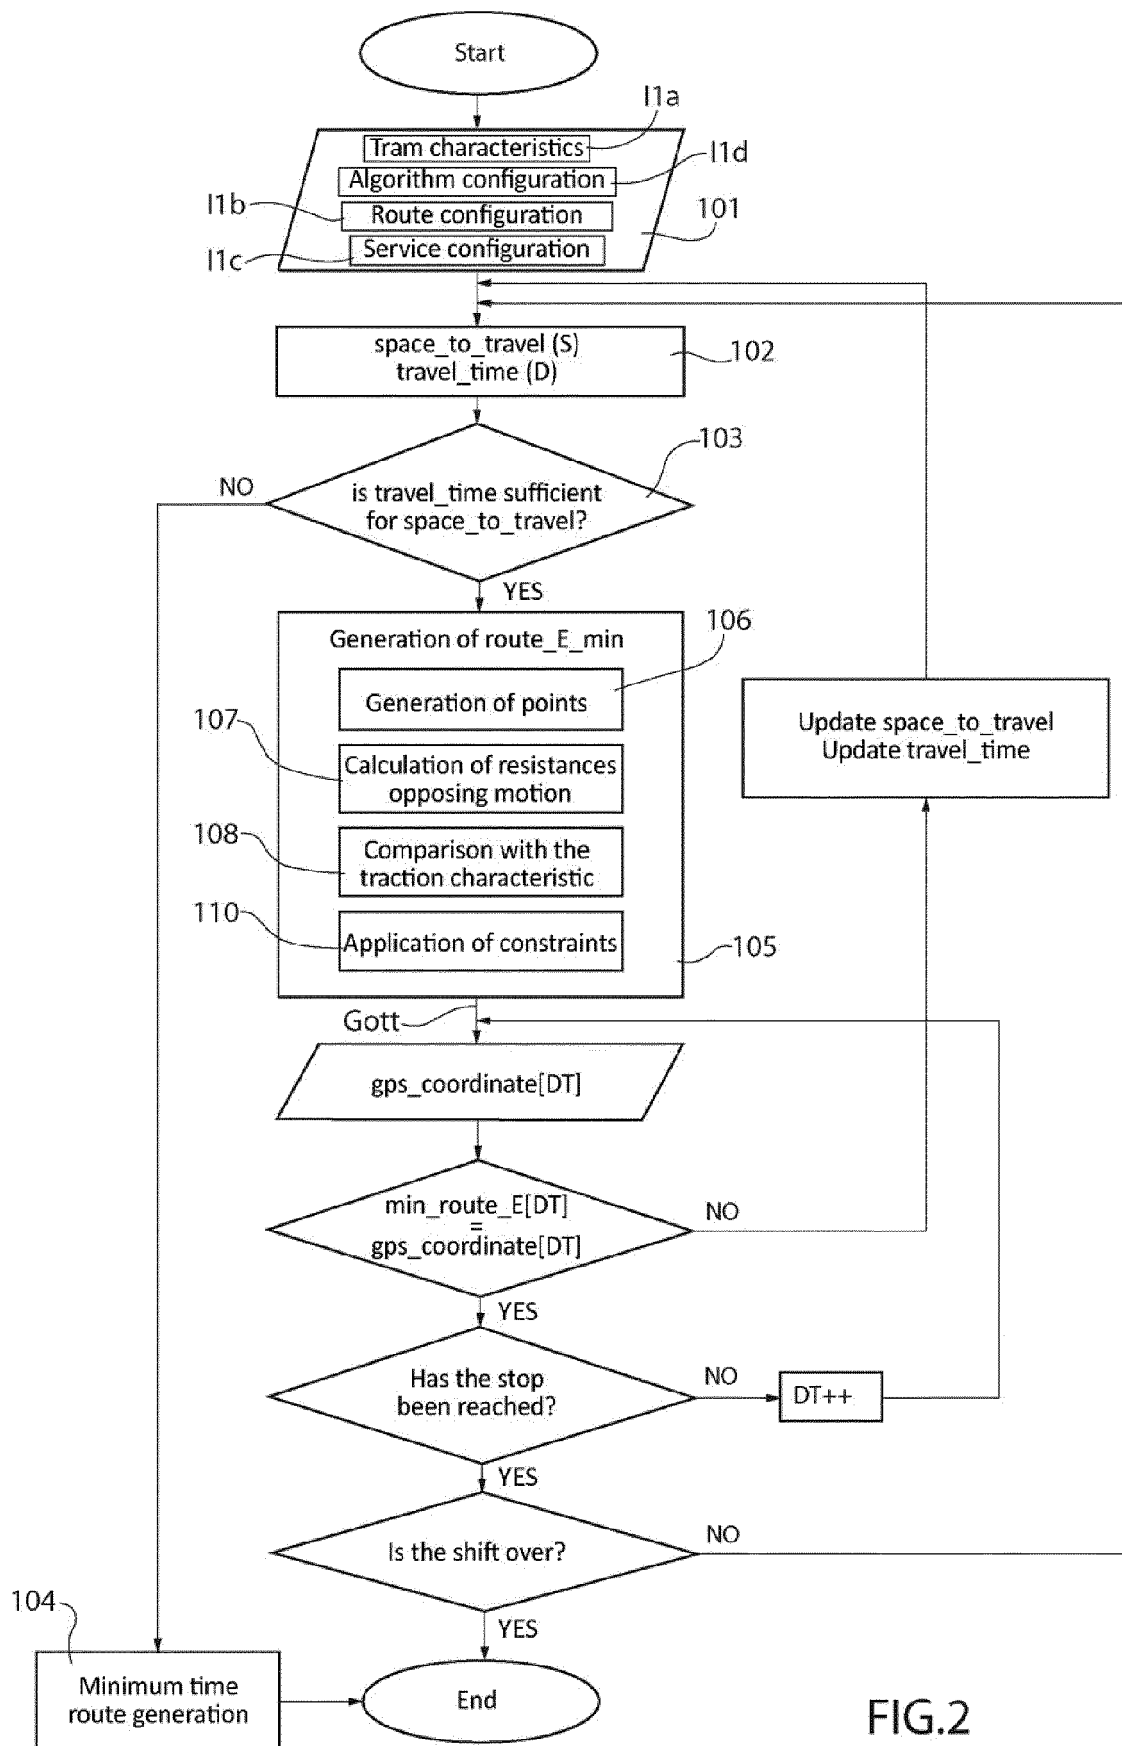 Start
I1a
Tram characteristics
I1d
Algorithm configuration
I1b
Route configuration
101
I1c
Service configuration
space_to_travel (S)
travel_time (D)
102
103
NO
is travel_time sufficient
for space_to_travel?
YES
106
Generation of route_E_min
Generation of points
107
Calculation of resistances
opposing motion
Update space_to_travel
Update travel_time
108
Comparison with the
traction characteristic
110
Application of constraints
105
Gott
gps_coordinate[DT]
min_route_E[DT]
=
gps_coordinate[DT]
NO
YES
Has the stop
been reached?
NO
DT++
YES
Is the shift over?
NO
104
YES
Minimum time
route generation
End
FIG.2